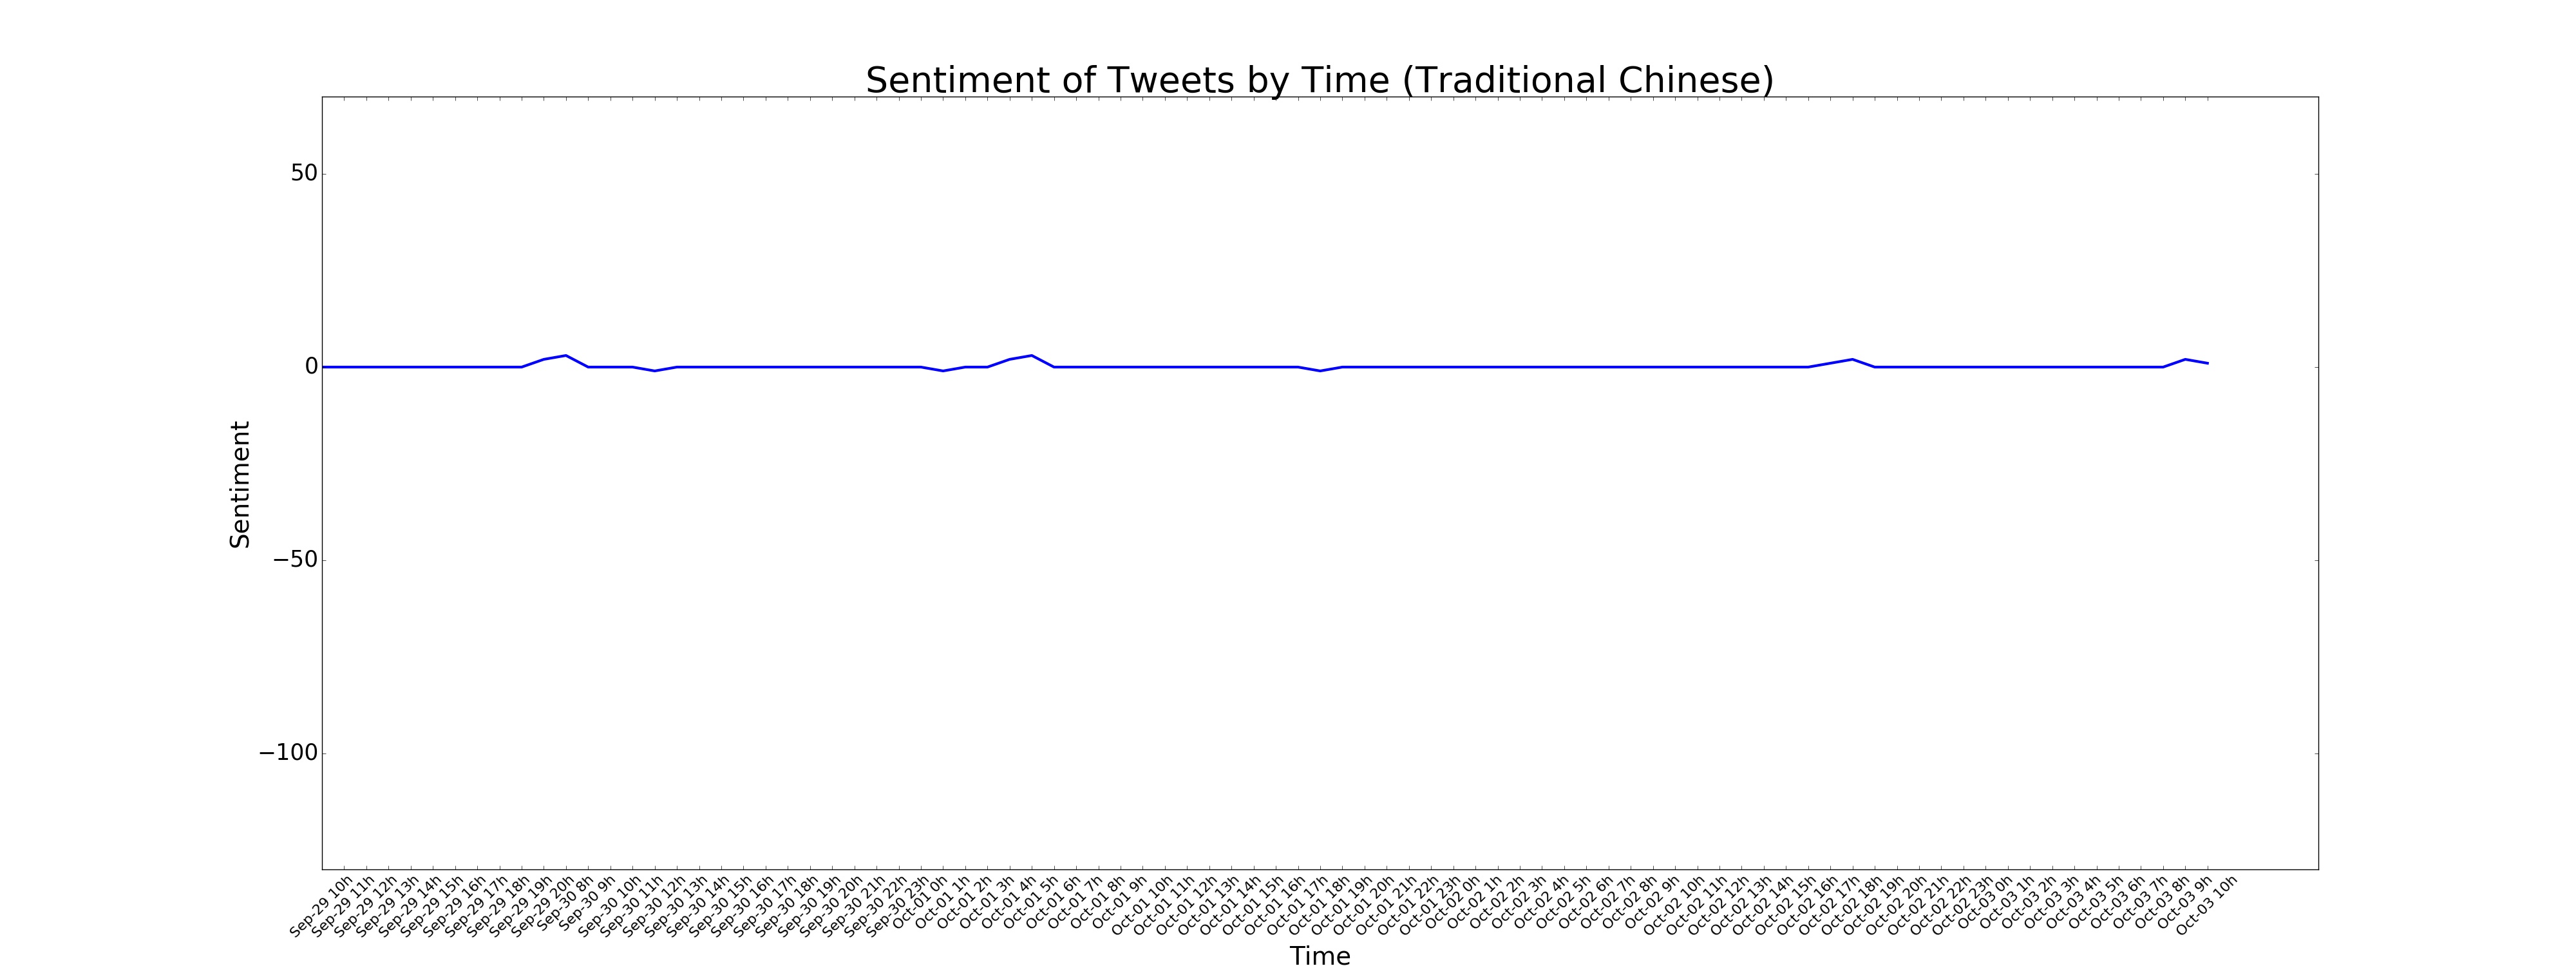 Sentiment of Tweets by Time (Traditional Chinese)
50
0
−50
−100
Sentiment
Sep-29 10h
Sep-29 11h
Sep-29 12h
Sep-29 13h
Sep-29 14h
Sep-29 15h
Sep-29 16h
Sep-29 17h
Sep-29 18h
Sep-29 19h
Sep-29 20h
Sep-30 8h
Sep-30 9h
Sep-30 10h
Sep-30 11h
Sep-30 12h
Sep-30 13h
Sep-30 14h
Sep-30 15h
Sep-30 16h
Sep-30 17h
Sep-30 18h
Sep-30 19h
Sep-30 20h
Sep-30 21h
Sep-30 22h
Sep-30 23h
Oct-01 0h
Oct-01 1h
Oct-01 2h
Oct-01 3h
Oct-01 4h
Oct-01 5h
Oct-01 6h
Oct-01 7h
Oct-01 8h
Oct-01 9h
Oct-01 10h
Oct-01 11h
Oct-01 12h
Oct-01 13h
Oct-01 14h
Oct-01 15h
Oct-01 16h
Oct-01 17h
Oct-01 18h
Oct-01 19h
Oct-01 20h
Oct-01 21h
Oct-01 22h
Oct-01 23h
Oct-02 0h
Oct-02 1h
Oct-02 2h
Oct-02 3h
Oct-02 4h
Oct-02 5h
Oct-02 6h
Oct-02 7h
Oct-02 8h
Oct-02 9h
Oct-02 10h
Oct-02 11h
Oct-02 12h
Oct-02 13h
Oct-02 14h
Oct-02 15h
Oct-02 16h
Oct-02 17h
Oct-02 18h
Oct-02 19h
Oct-02 20h
Oct-02 21h
Oct-02 22h
Oct-02 23h
Oct-03 0h
Oct-03 1h
Oct-03 2h
Oct-03 3h
Oct-03 4h
Oct-03 5h
Oct-03 6h
Oct-03 7h
Oct-03 8h
Oct-03 9h
Oct-03 10h
Time